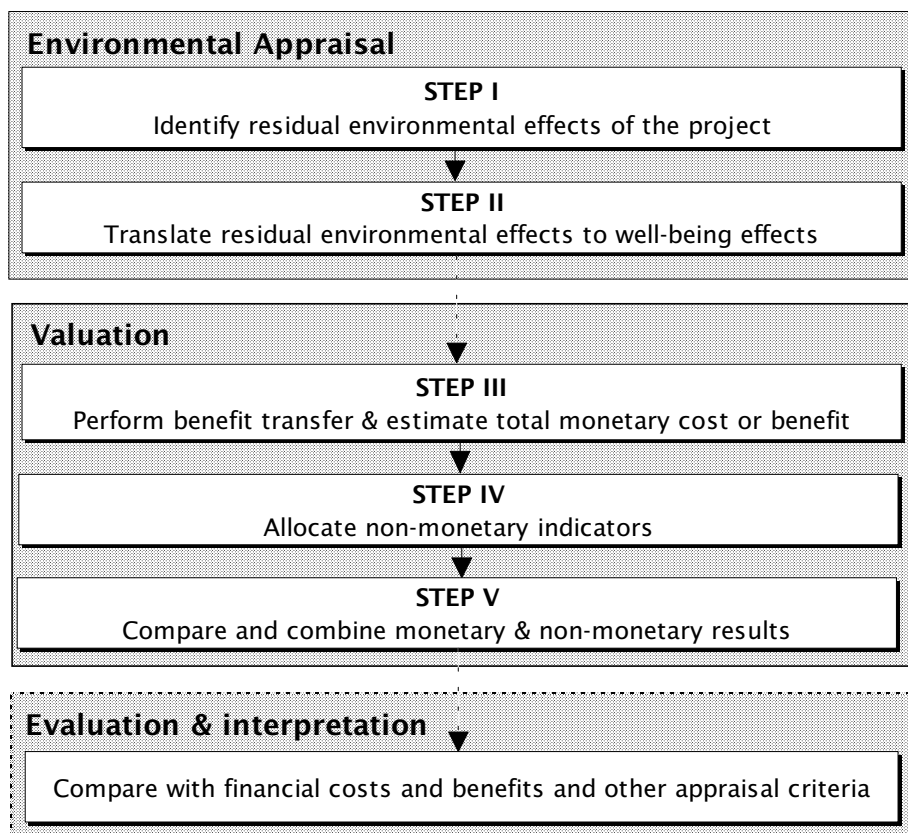 Environmental Appraisal
STEP I
Identify residual environmental effects of the project
STEP II
Translate residual environmental effects to well-being effects
Valuation
STEP III
Perform benefit transfer & estimate total monetary cost or benefit
STEP IV
Allocate non-monetary indicators
STEP V
Compare and combine monetary & non-monetary results
Evaluation & interpretation
Compare with financial costs and benefits and other appraisal criteria